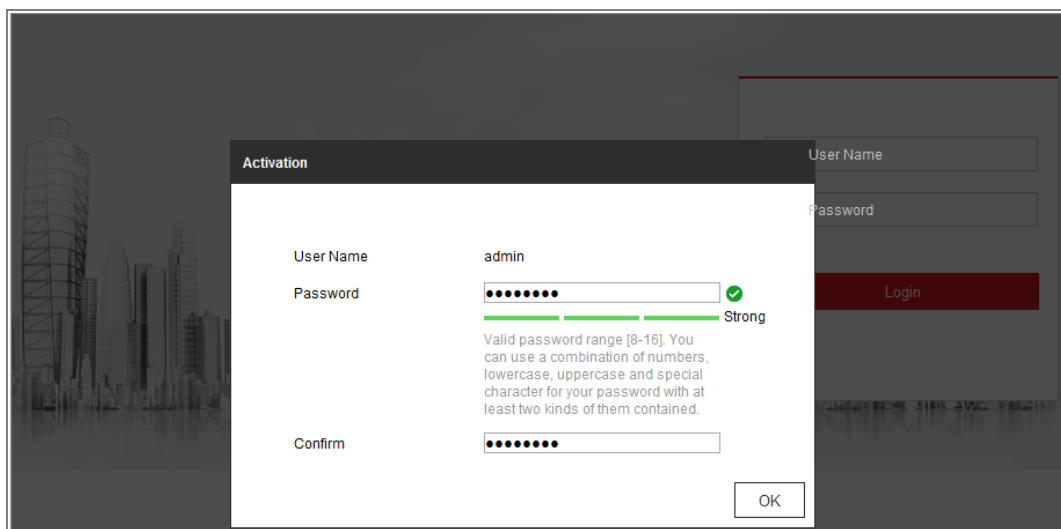 Activation
User Name
Password
Login
User Name admin
Password ●●●●●●●●
Strong
Valid password range [8-16]. You
can use a combination of numbers,
lowercase, uppercase and special
character for your password with at
least two kinds of them contained.
Confirm ●●●●●●●●
OK